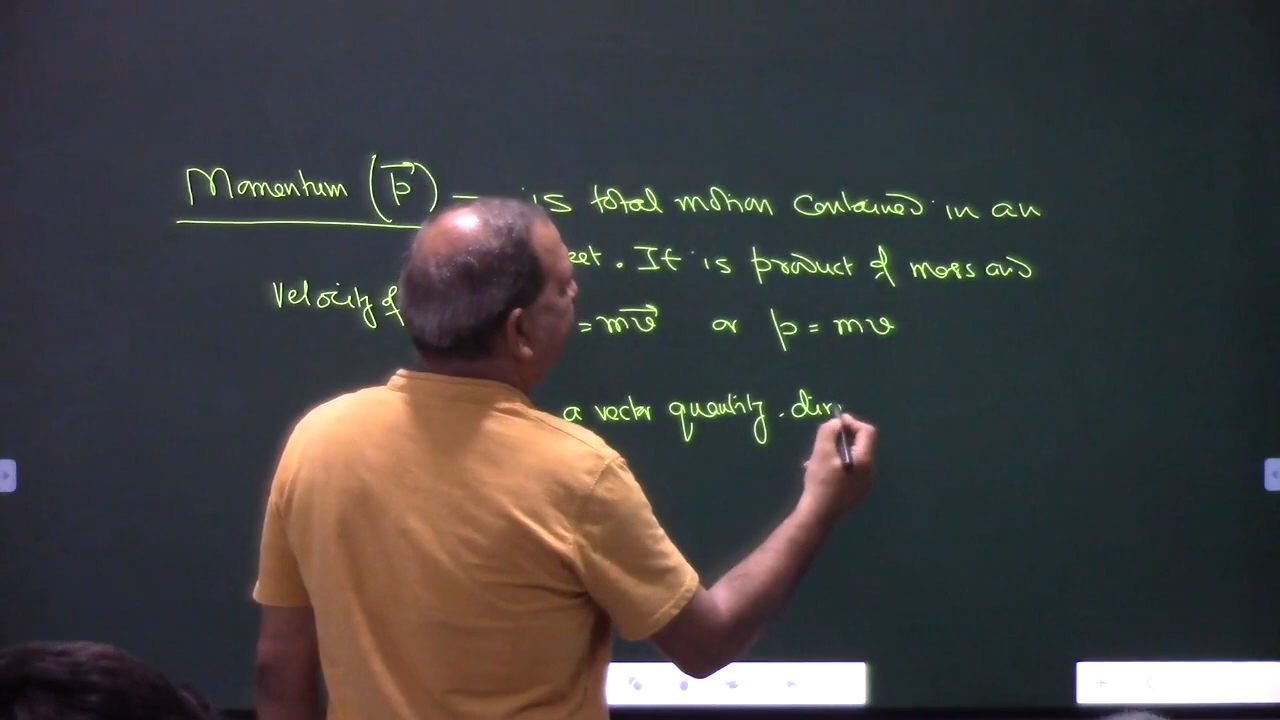 Momentum (p⃗) — is total motion contained in an
. It is product of mass and
Velocity of = mv⃗ or p = mv
a vector quantity. dir